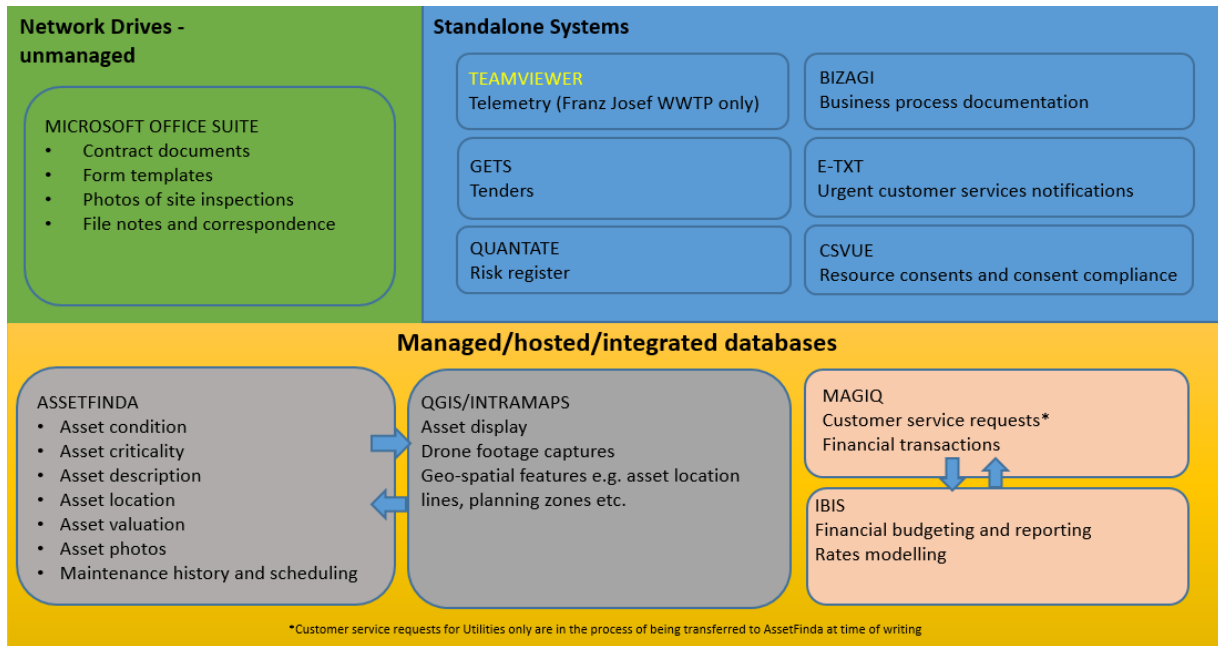 Network Drives -
unmanaged
MICROSOFT OFFICE SUITE
• Contract documents
• Form templates
• Photos of site inspections
• File notes and correspondence
Standalone Systems
TEAMVIEWER
Telemetry (Franz Josef WWTP only)
BIZAGI
Business process documentation
GETS
Tenders
E-TXT
Urgent customer services notifications
QUANTATE
Risk register
CSVUE
Resource consents and consent compliance
Managed/hosted/integrated databases
ASSETFINDA
• Asset condition
• Asset criticality
• Asset description
• Asset location
• Asset valuation
• Asset photos
• Maintenance history and scheduling
QGIS/INTRAMAPS
Asset display
Drone footage captures
Geo-spatial features e.g. asset location
lines, planning zones etc.
MAGIQ
Customer service requests*
Financial transactions
IBIS
Financial budgeting and reporting
Rates modelling
*Customer service requests for Utilities only are in the process of being transferred to AssetFinda at time of writing